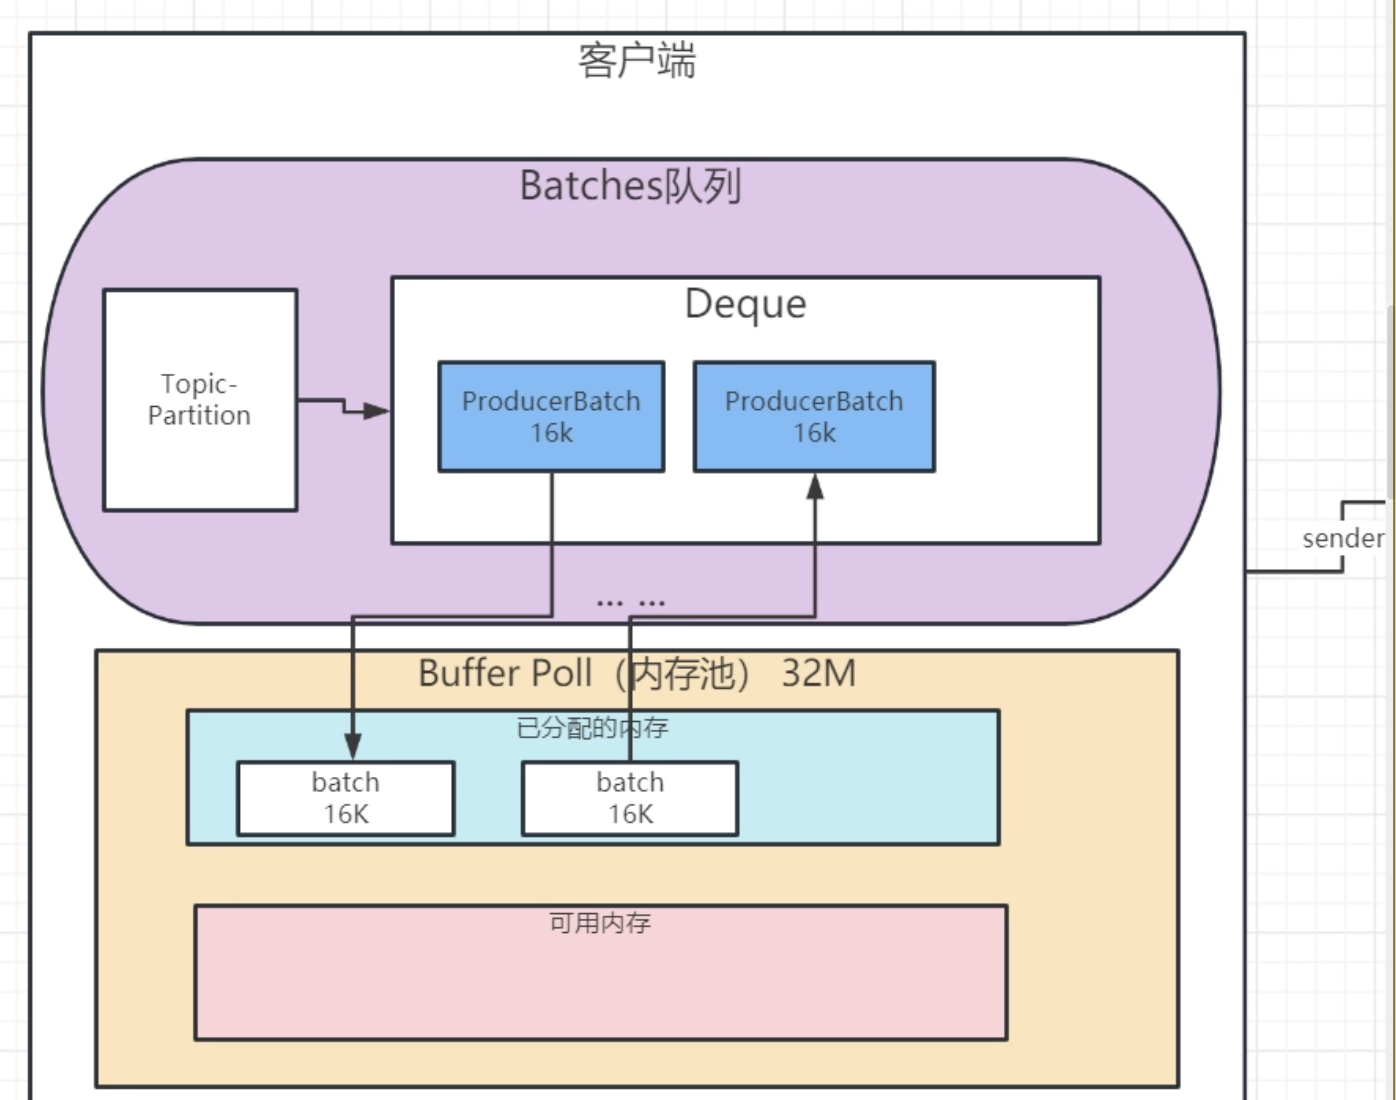 客户端
Batches队列
Deque
Topic-
Partition
ProducerBatch
16k
ProducerBatch
16k
sender
... ...
Buffer Poll（内存池） 32M
已分配的内存
batch
16K
batch
16K
可用内存